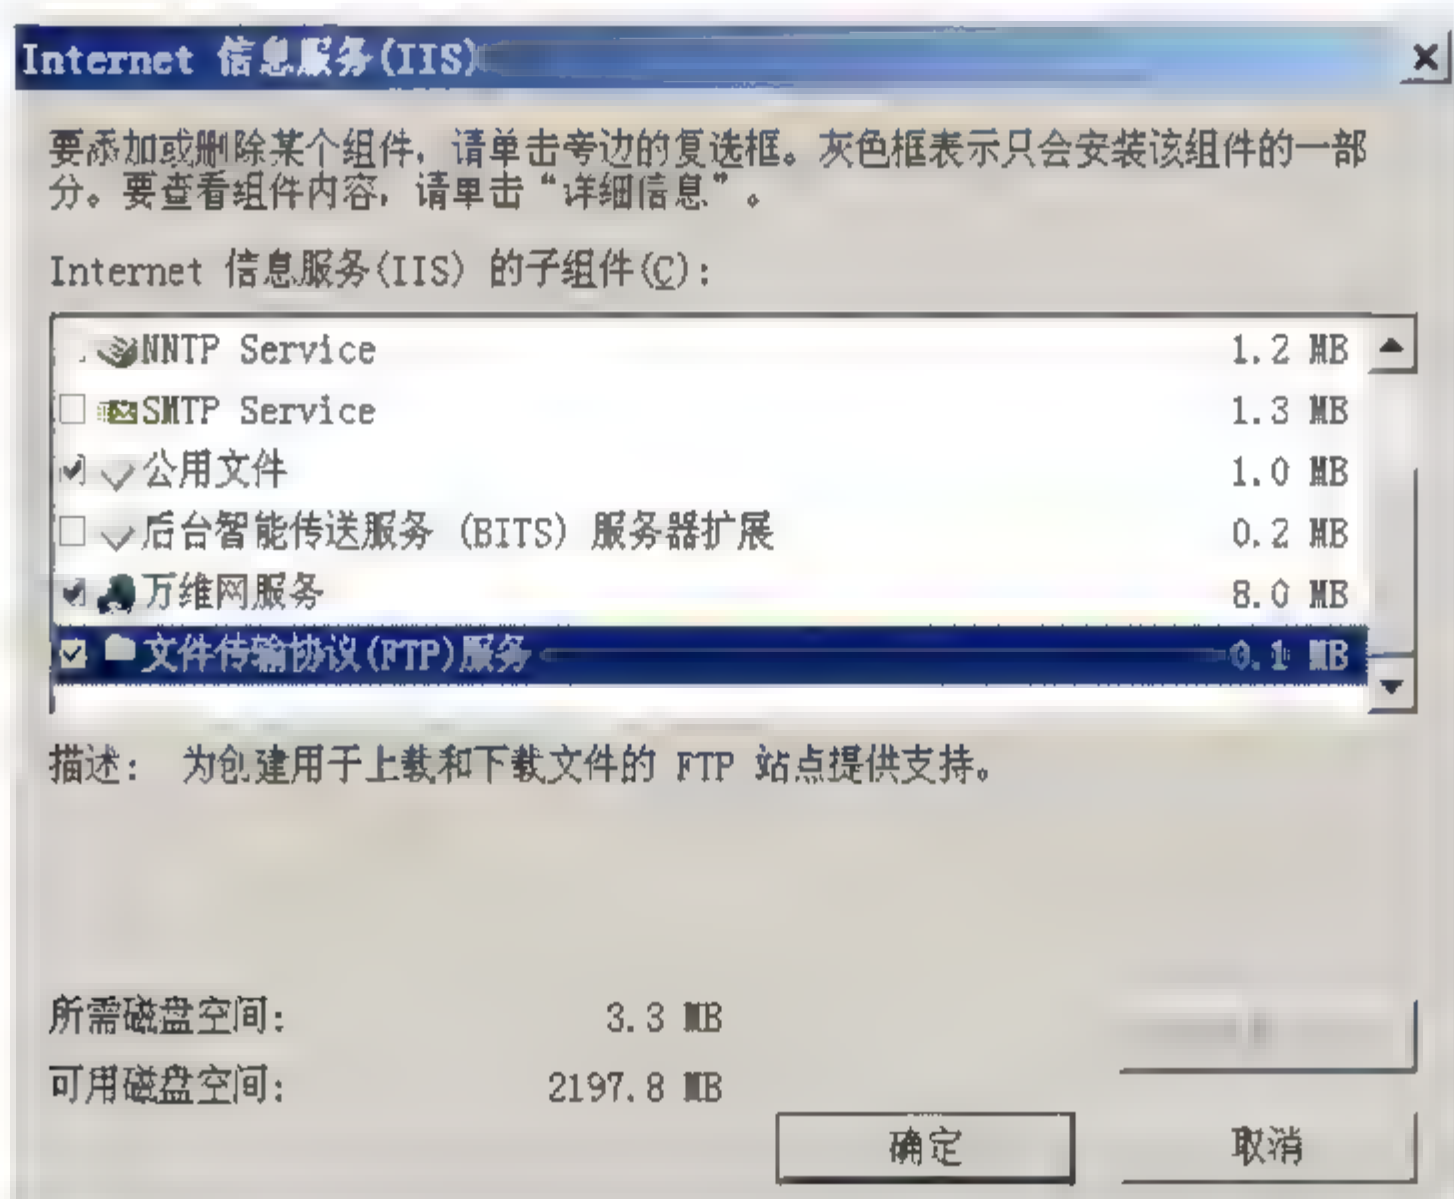 Internet 信息服务(IIS)
要添加或删除某个组件，请单击旁边的复选框。灰色框表示只会安装该组件的一部
分。要查看组件内容，请单击“详细信息”。
Internet 信息服务(IIS) 的子组件(C):
NNTP Service 1.2 MB
SMTP Service 1.3 MB
公用文件 1.0 MB
后台智能传送服务 (BITS) 服务器扩展 0.2 MB
万维网服务 8.0 MB
文件传输协议(FTP)服务 0.1 MB
描述: 为创建用于上载和下载文件的 FTP 站点提供支持。
所需磁盘空间: 3.3 MB
可用磁盘空间: 2197.8 MB
确定 取消